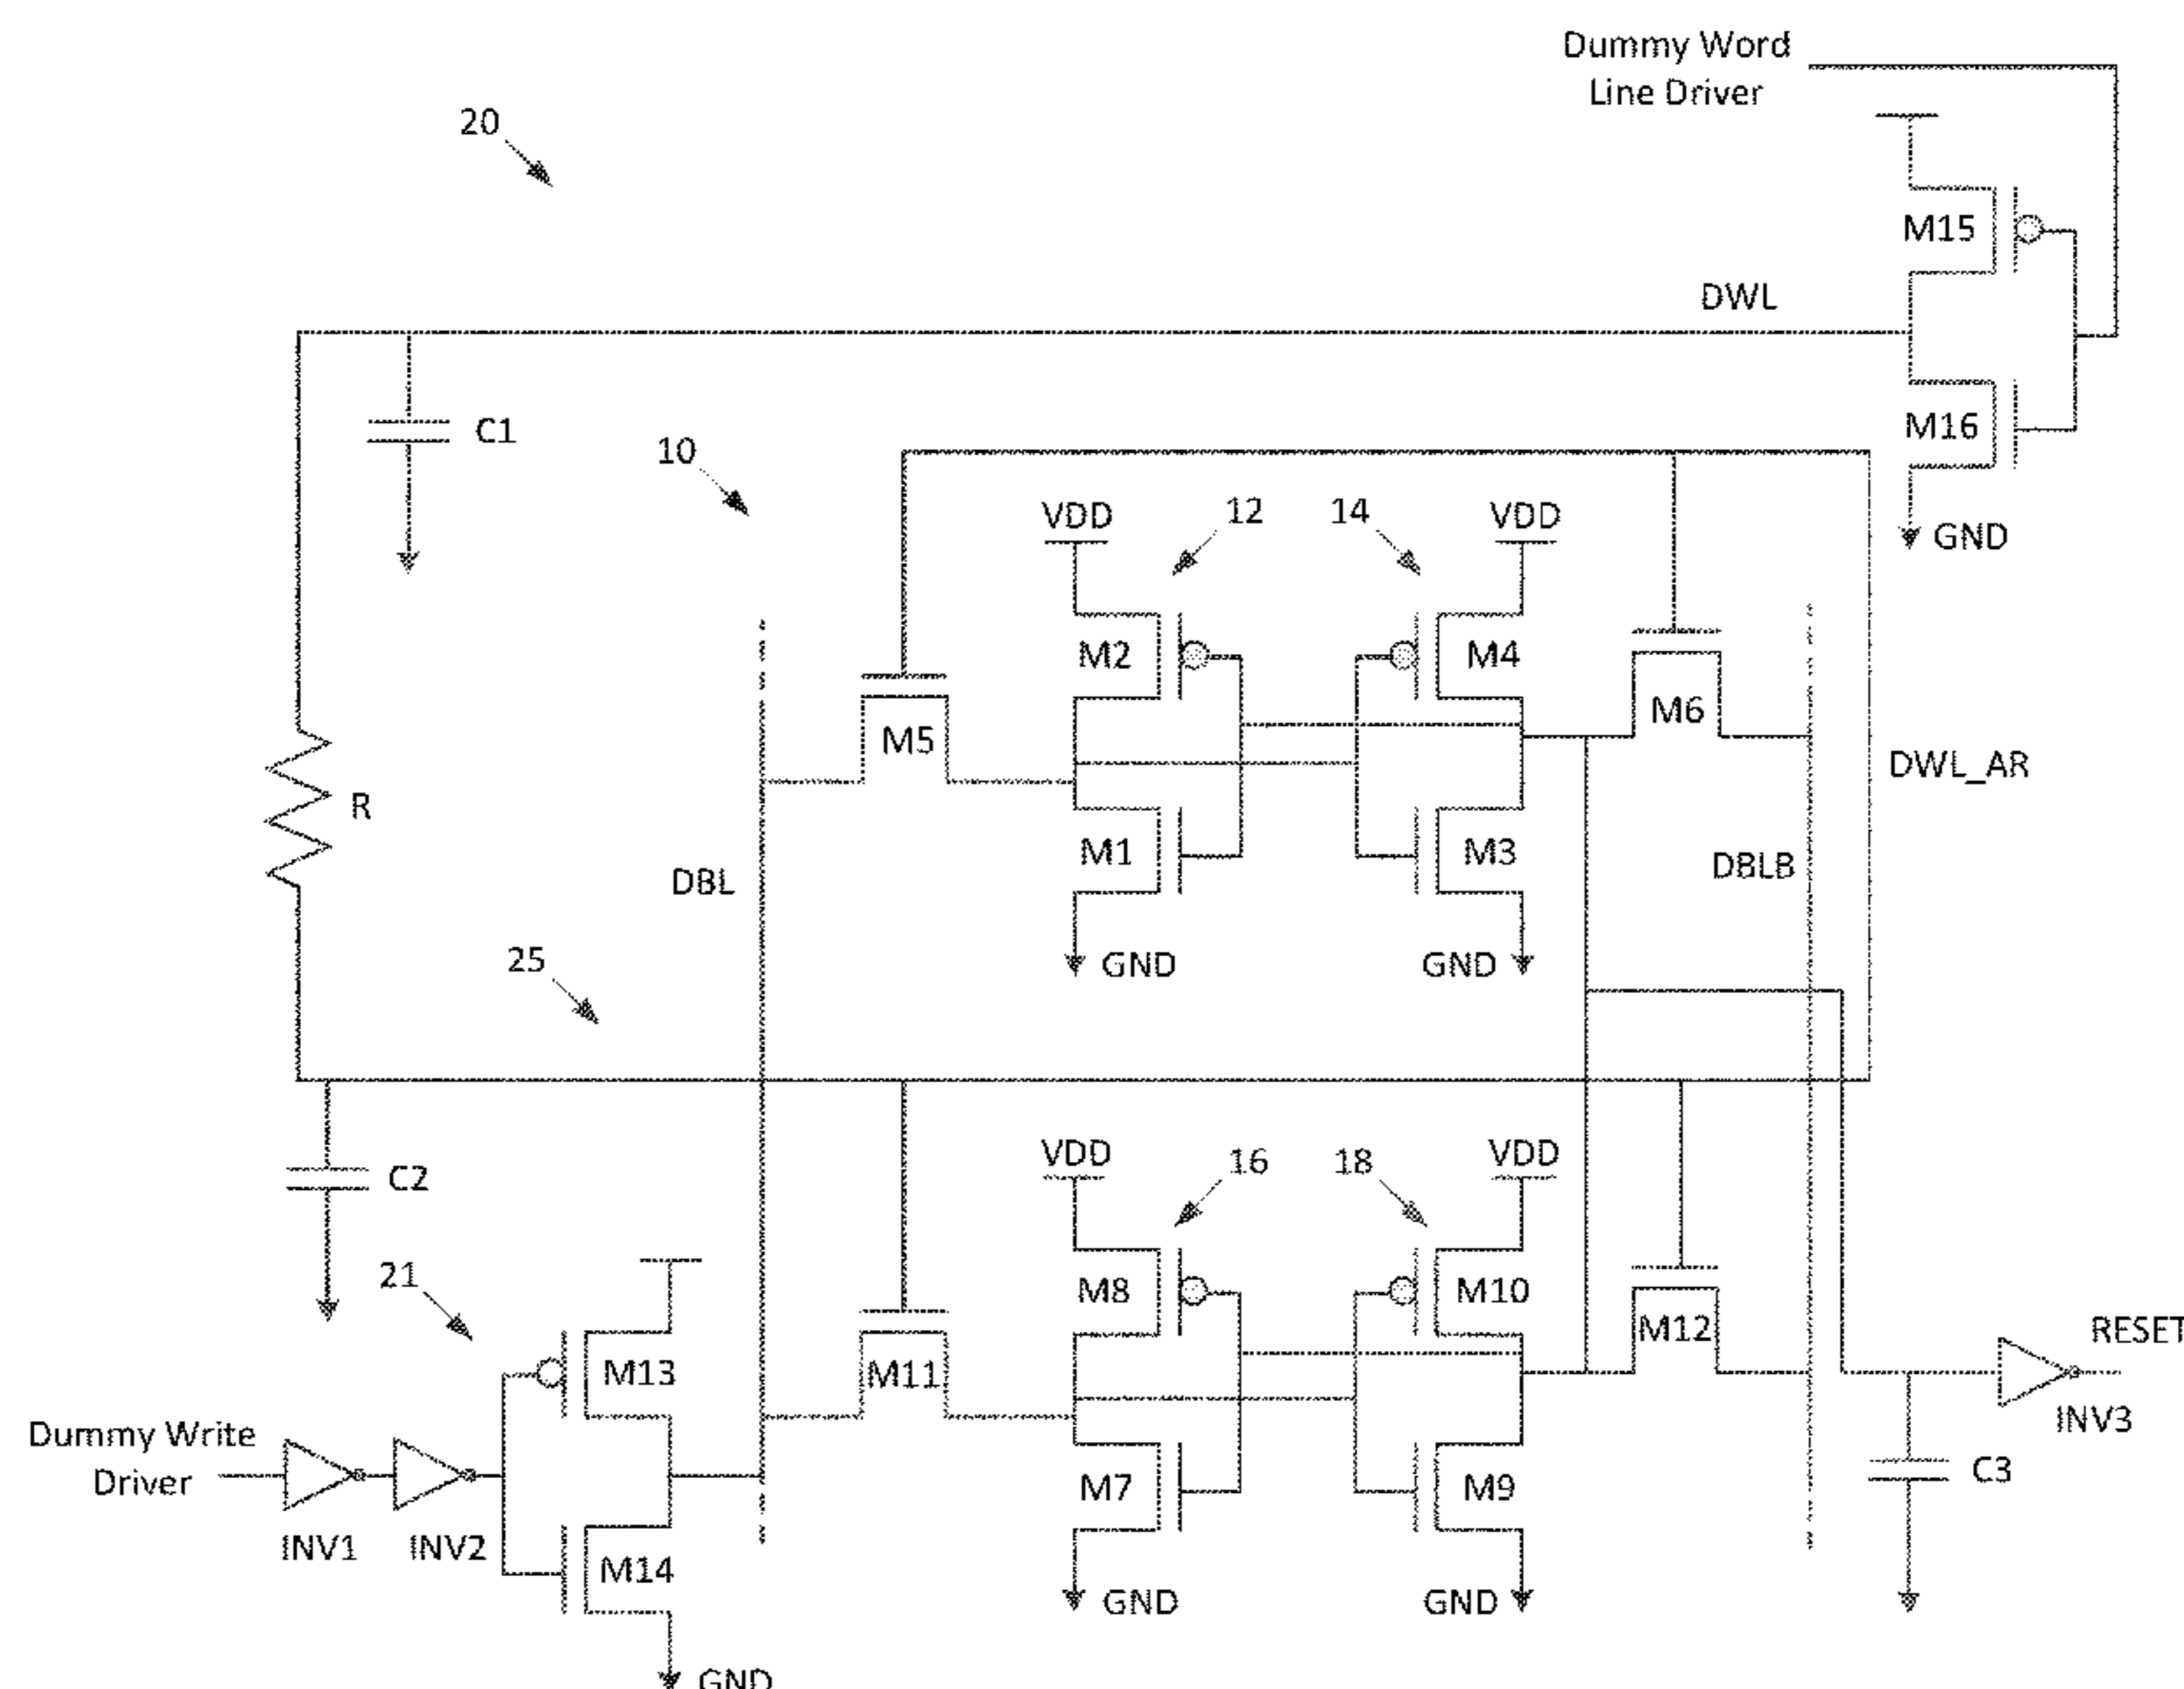 Dummy Word
Line Driver
20
M15
DWL
M16
C1
10
GND
VDD
12
14
VDD
M2
M4
M6
M5
DWL_AR
R
M1
M3
DBL
DBLB
25
GND
GND
C2
VDD
16
18
VDD
21
M8
M10
M12
RESET
M13
M11
INV3
Dummy Write
Driver
M7
M9
C3
INV1
INV2
M14
GND
GND
GND